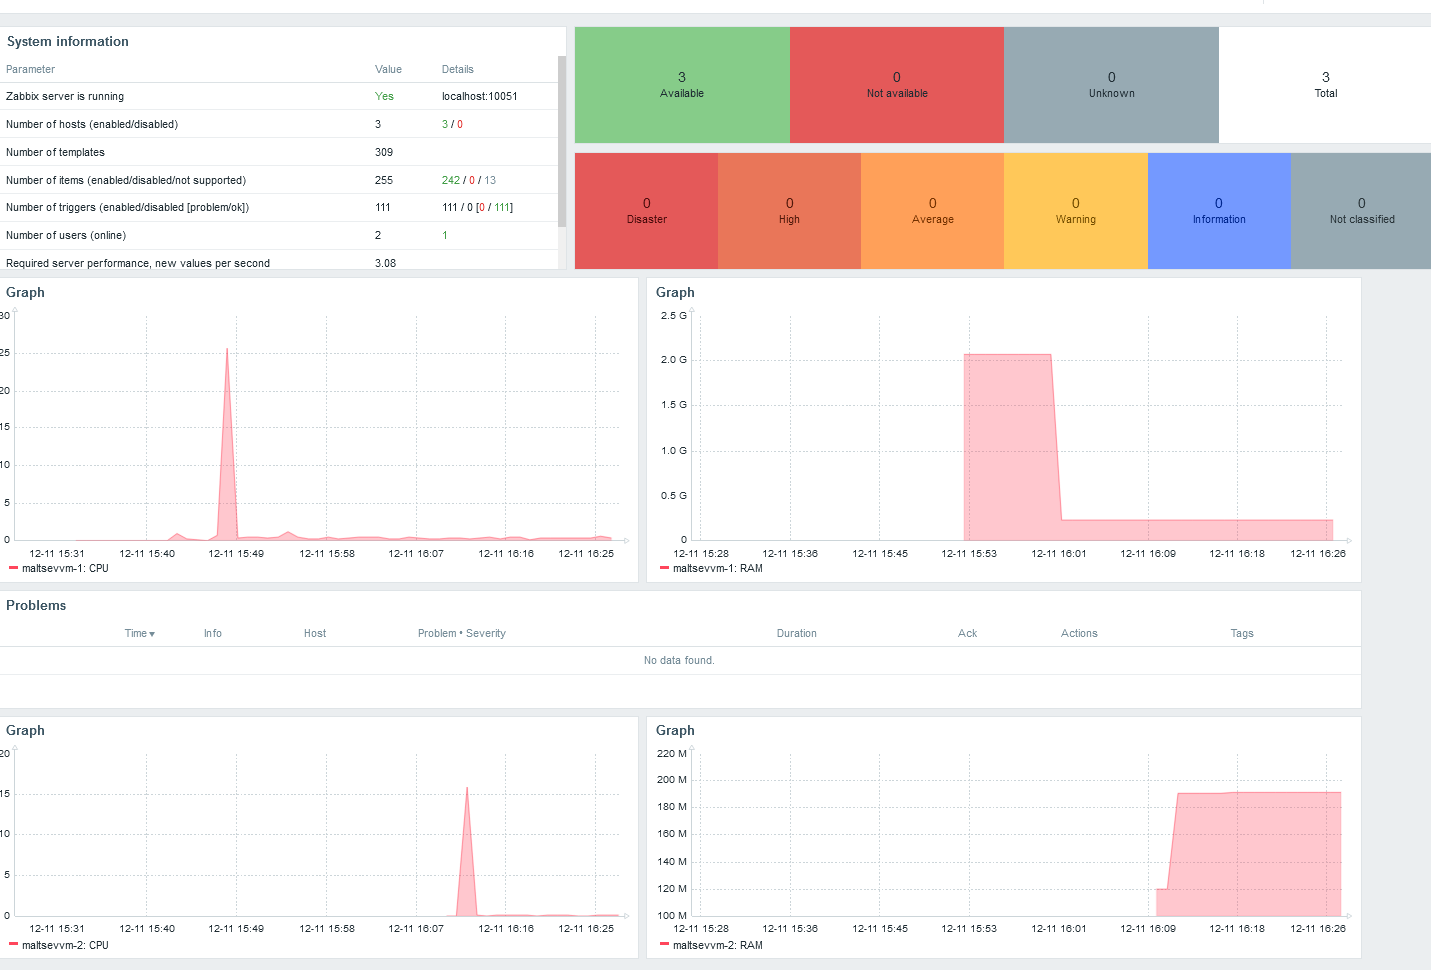 System information
Parameter Value Details
Zabbix server is running Yes localhost:10051
Number of hosts (enabled/disabled) 3 3 / 0
Number of templates 309
Number of items (enabled/disabled/not supported) 255 242 / 0 / 13
Number of triggers (enabled/disabled [problem/ok]) 111 111 / 0 [0 / 111]
Number of users (online) 2 1
Required server performance, new values per second 3.08
3 0 0 3
Available Not available Unknown Total
0 0 0 0 0 0
Disaster High Average Warning Information Not classified
Graph
30
25
20
15
10
5
0
12-11 15:31 12-11 15:40 12-11 15:49 12-11 15:58 12-11 16:07 12-11 16:16 12-11 16:25
maltsevvm-1: CPU
Graph
2.5 G
2.0 G
1.5 G
1.0 G
0.5 G
0
12-11 15:28 12-11 15:36 12-11 15:45 12-11 15:53 12-11 16:01 12-11 16:09 12-11 16:18 12-11 16:26
maltsevvm-1: RAM
Problems
Time▼ Info Host Problem • Severity Duration Ack Actions Tags
No data found.
Graph
20
15
10
5
0
12-11 15:31 12-11 15:40 12-11 15:49 12-11 15:58 12-11 16:07 12-11 16:16 12-11 16:25
maltsevvm-2: CPU
Graph
220 M
200 M
180 M
160 M
140 M
120 M
100 M
12-11 15:28 12-11 15:36 12-11 15:45 12-11 15:53 12-11 16:01 12-11 16:09 12-11 16:18 12-11 16:26
maltsevvm-2: RAM